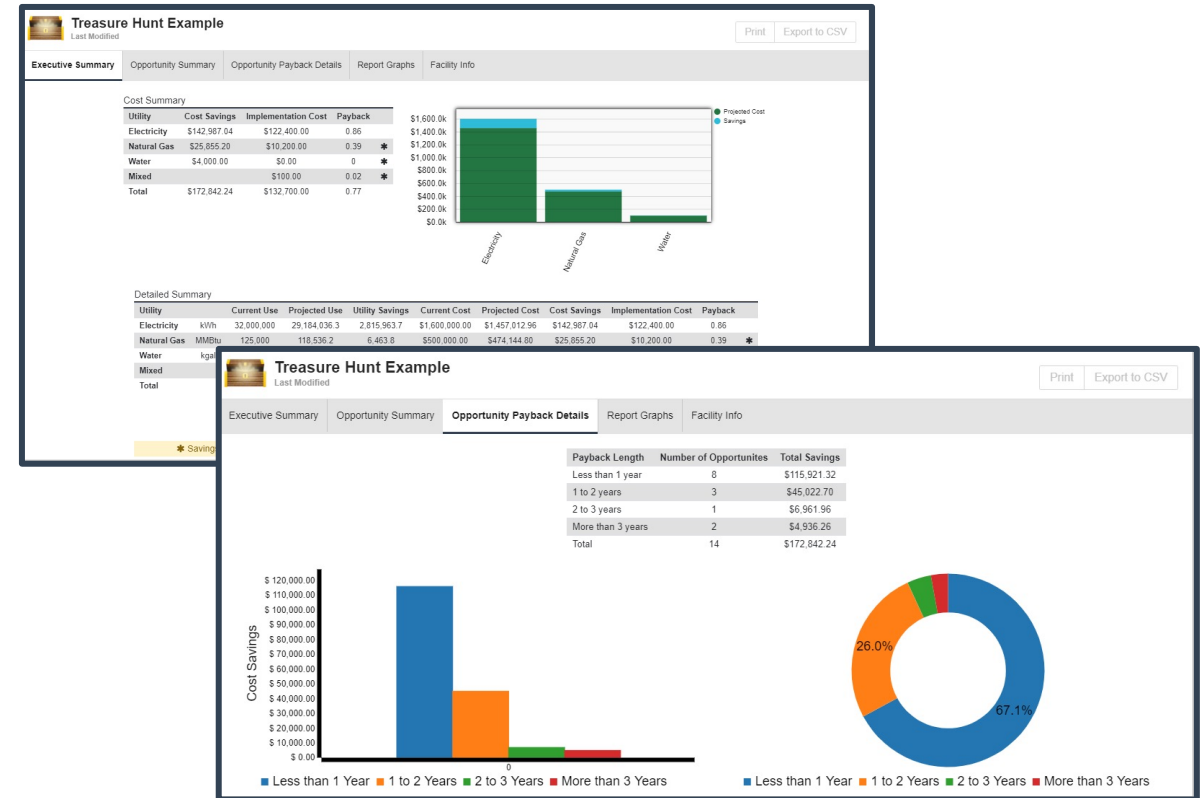 Treasure Hunt Example
Last Modified
Print Export to CSV
Executive Summary Opportunity Summary Opportunity Payback Details Report Graphs Facility Info
Cost Summary
Utility Cost Savings Implementation Cost Payback
Electricity $142,987.04 $122,400.00 0.86
Natural Gas $25,855.20 $10,200.00 0.39 ✱
Water $4,000.00 $0.00 0 ✱
Mixed $100.00 0.02 ✱
Total $172,842.24 $132,700.00 0.77
$1,600.0k
$1,400.0k
$1,200.0k
$1,000.0k
$800.0k
$600.0k
$400.0k
$200.0k
$0.0k
Electricity
Natural Gas
Water
Projected Cost
Savings
Detailed Summary
Utility Current Use Projected Use Utility Savings Current Cost Projected Cost Cost Savings Implementation Cost Payback
Electricity kWh 32,000,000 29,184,036.3 2,815,963.7 $1,600,000.00 $1,457,012.96 $142,987.04 $122,400.00 0.86
Natural Gas MMBtu 125,000 118,536.2 6,463.8 $500,000.00 $474,144.80 $25,855.20 $10,200.00 0.39 ✱
Water kgal
Mixed
Total
✱ Savings
Treasure Hunt Example
Last Modified
Print Export to CSV
Executive Summary Opportunity Summary Opportunity Payback Details Report Graphs Facility Info
Payback Length Number of Opportunites Total Savings
Less than 1 year 8 $115,921.32
1 to 2 years 3 $45,022.70
2 to 3 years 1 $6,961.96
More than 3 years 2 $4,936.26
Total 14 $172,842.24
Cost Savings
$ 120,000.00
$ 110,000.00
$ 100,000.00
$ 90,000.00
$ 80,000.00
$ 70,000.00
$ 60,000.00
$ 50,000.00
$ 40,000.00
$ 30,000.00
$ 20,000.00
$ 10,000.00
$ 0.00
0
Less than 1 Year 1 to 2 Years 2 to 3 Years More than 3 Years
26.0%
67.1%
Less than 1 Year 1 to 2 Years 2 to 3 Years More than 3 Years